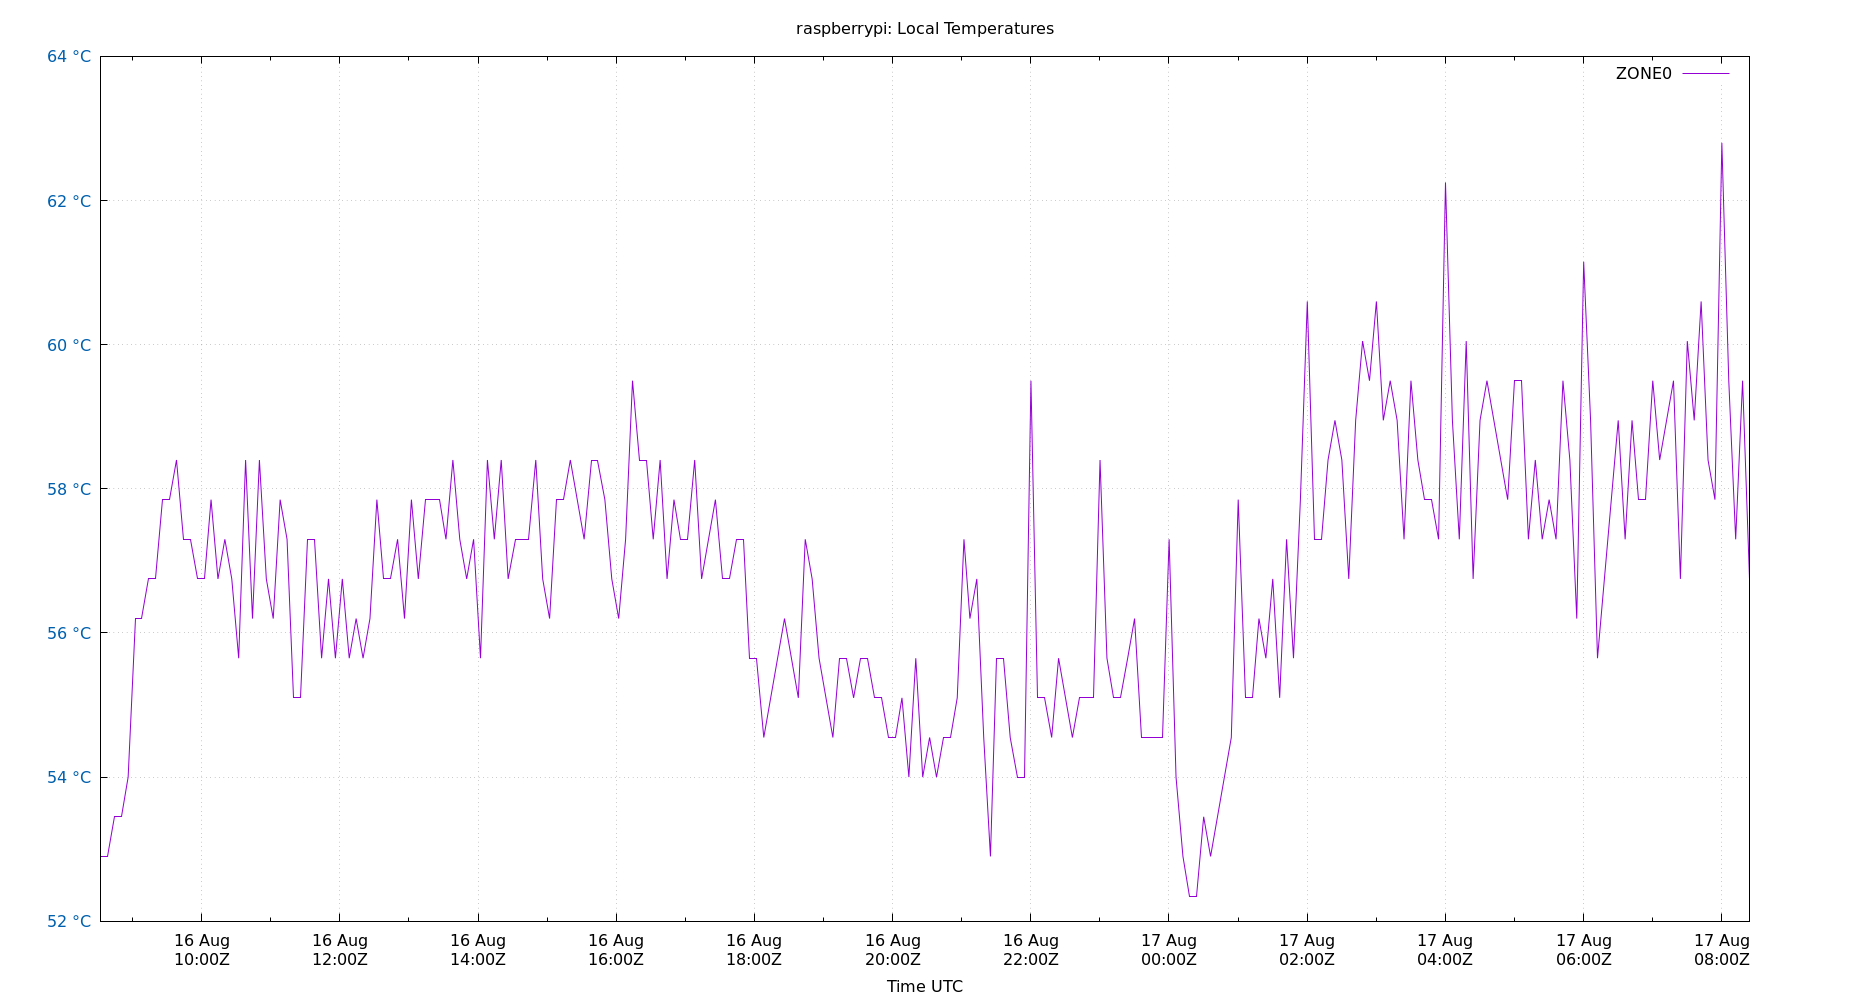 raspberrypi: Local Temperatures
64 °C
ZONE0
62 °C
60 °C
58 °C
56 °C
54 °C
52 °C
16 Aug 16 Aug 16 Aug 16 Aug 16 Aug 16 Aug 16 Aug 17 Aug 17 Aug 17 Aug 17 Aug 17 Aug
10:00Z 12:00Z 14:00Z 16:00Z 18:00Z 20:00Z 22:00Z 00:00Z 02:00Z 04:00Z 06:00Z 08:00Z
Time UTC